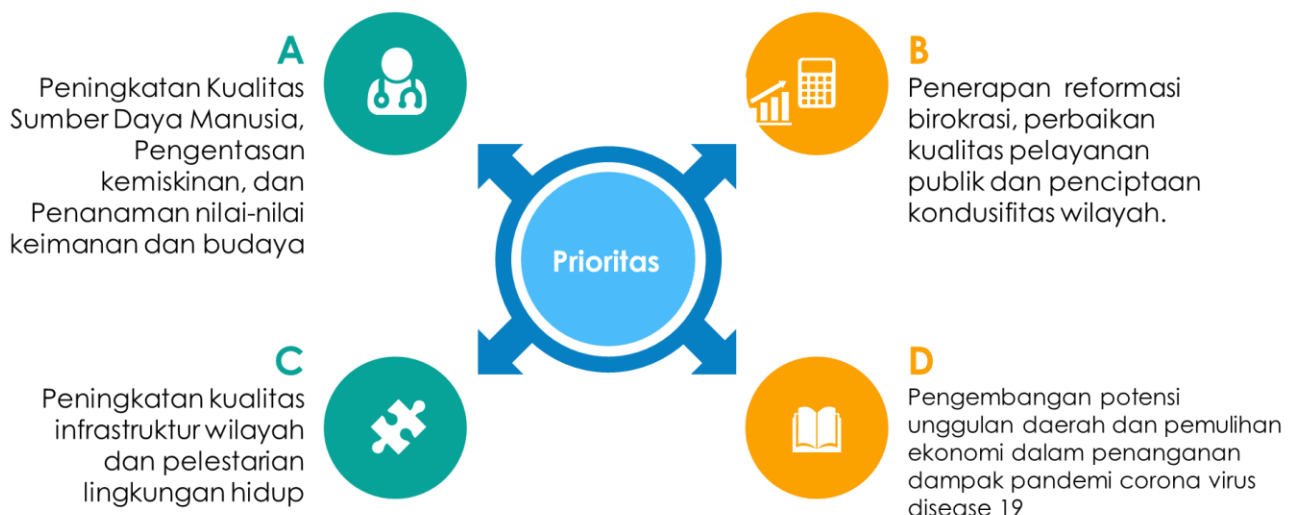 A
Peningkatan Kualitas
Sumber Daya Manusia,
Pengentasan
kemiskinan, dan
Penanaman nilai-nilai
keimanan dan budaya
B
Penerapan reformasi
birokrasi, perbaikan
kualitas pelayanan
publik dan penciptaan
kondusifitas wilayah.
Prioritas
C
Peningkatan kualitas
infrastruktur wilayah
dan pelestarian
lingkungan hidup
D
Pengembangan potensi
unggulan daerah dan pemulihan
ekonomi dalam penanganan
dampak pandemi corona virus
disease 19